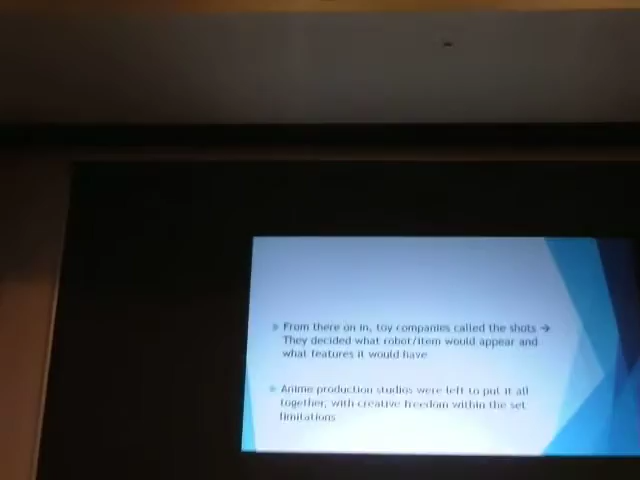 From there on in, toy companies called the shots →
They decided what robot/item would appear and
what features it would have
Anime production studios were left to put it all
together, with creative freedom within the set
limitations